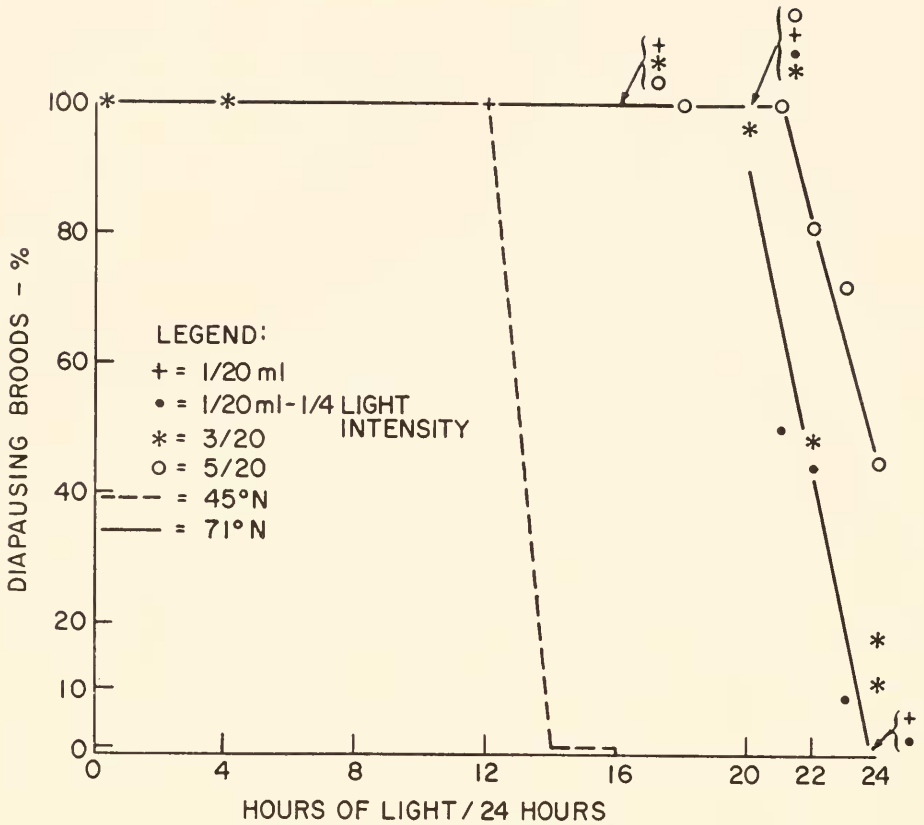 DIAPAUSING BROODS - %
100
80
60
40
20
10
0
LEGEND:
+ = 1/20 ml
• = 1/20 ml - 1/4 LIGHT
INTENSITY
* = 3/20
O = 5/20
--- = 45°N
— = 71°N
0 4 8 12 16 20 22 24
HOURS OF LIGHT / 24 HOURS